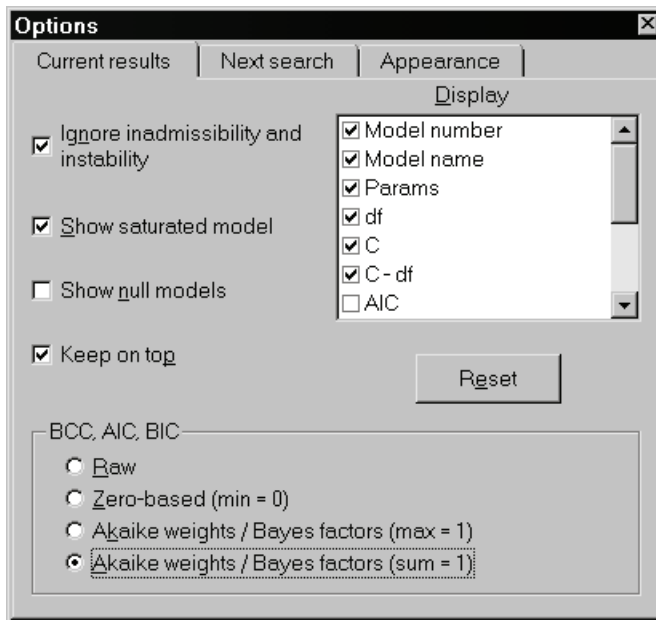 Options
Current results
Next search
Appearance
Display
Ignore inadmissibility and
instability
Show saturated model
Show null models
Keep on top
Model number
Model name
Params
df
C
C - df
AIC
Reset
BCC, AIC, BIC
Raw
Zero-based (min = 0)
Akaike weights / Bayes factors (max = 1)
Akaike weights / Bayes factors (sum = 1)